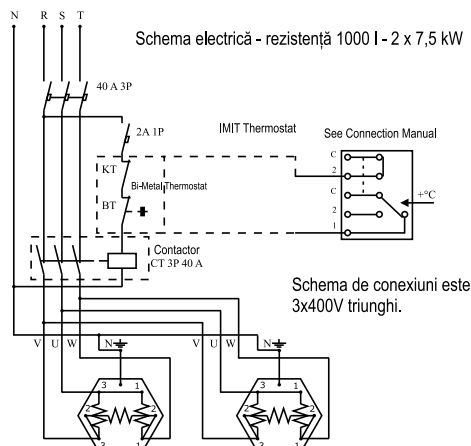 N R S T
Schema electrică - rezistență 1000 l - 2 x 7,5 kW
40 A 3P
2A 1P
IMIT Thermostat
See Connection Manual
KT
Bi-Metal Thermostat
BT
C
2
C
2
1
+°C
Contactor
CT 3P 40 A
Schema de conexiuni este
3x400V triunghi.
V U W N V U W N
3 1 3 1
2 2 2 2
3 1 3 1